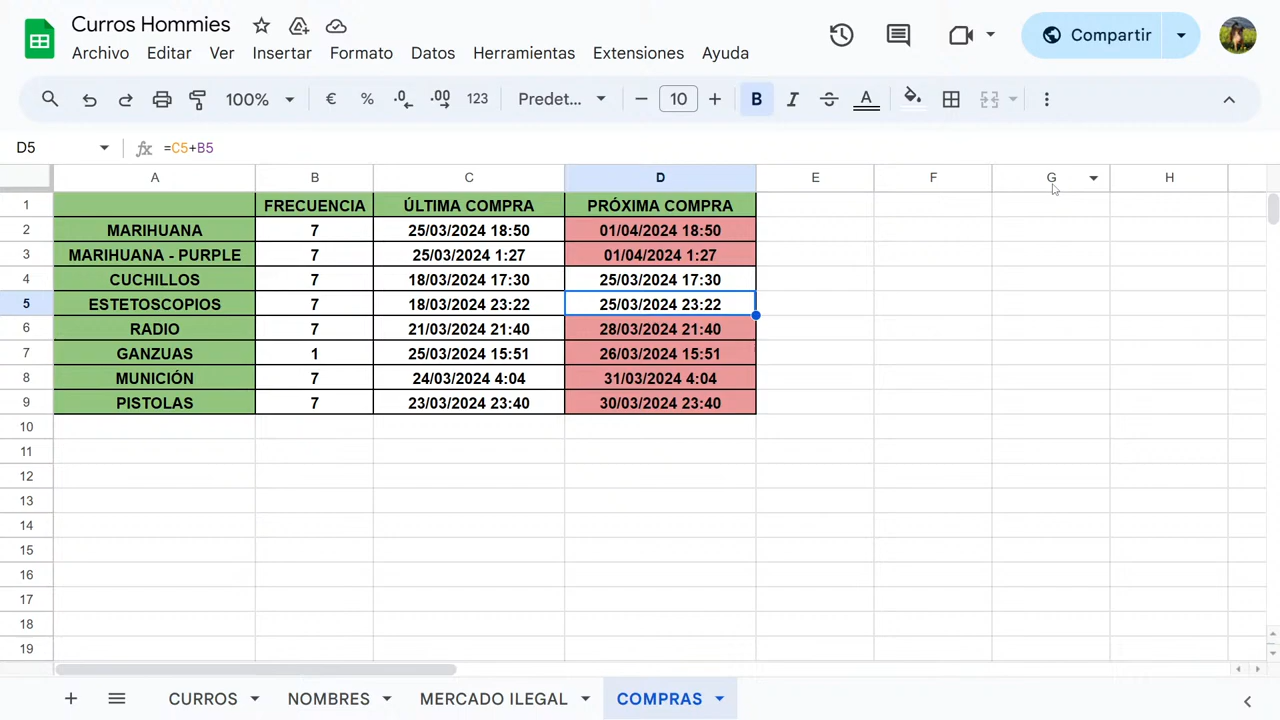 Curros Hommies
Archivo Editar Ver Insertar Formato Datos Herramientas Extensiones Ayuda
Compartir
100% € % .0 .00 123 Predet... 10 B I S A
D5 =C5+B5
A B C D E F G H
1 FRECUENCIA ÚLTIMA COMPRA PRÓXIMA COMPRA
2 MARIHUANA 7 25/03/2024 18:50 01/04/2024 18:50
3 MARIHUANA - PURPLE 7 25/03/2024 1:27 01/04/2024 1:27
4 CUCHILLOS 7 18/03/2024 17:30 25/03/2024 17:30
5 ESTETOSCOPIOS 7 18/03/2024 23:22 25/03/2024 23:22
6 RADIO 7 21/03/2024 21:40 28/03/2024 21:40
7 GANZUAS 1 25/03/2024 15:51 26/03/2024 15:51
8 MUNICIÓN 7 24/03/2024 4:04 31/03/2024 4:04
9 PISTOLAS 7 23/03/2024 23:40 30/03/2024 23:40
10
11
12
13
14
15
16
17
18
19
CURROS NOMBRES MERCADO ILEGAL COMPRAS